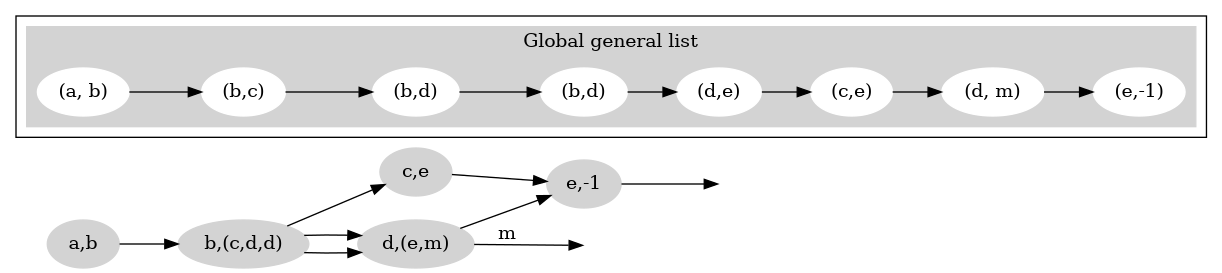 Global general list
(a, b)
(b,c)
(b,d)
(b,d)
(d,e)
(c,e)
(d, m)
(e,-1)
c,e
e,-1
a,b
b,(c,d,d)
d,(e,m)
m